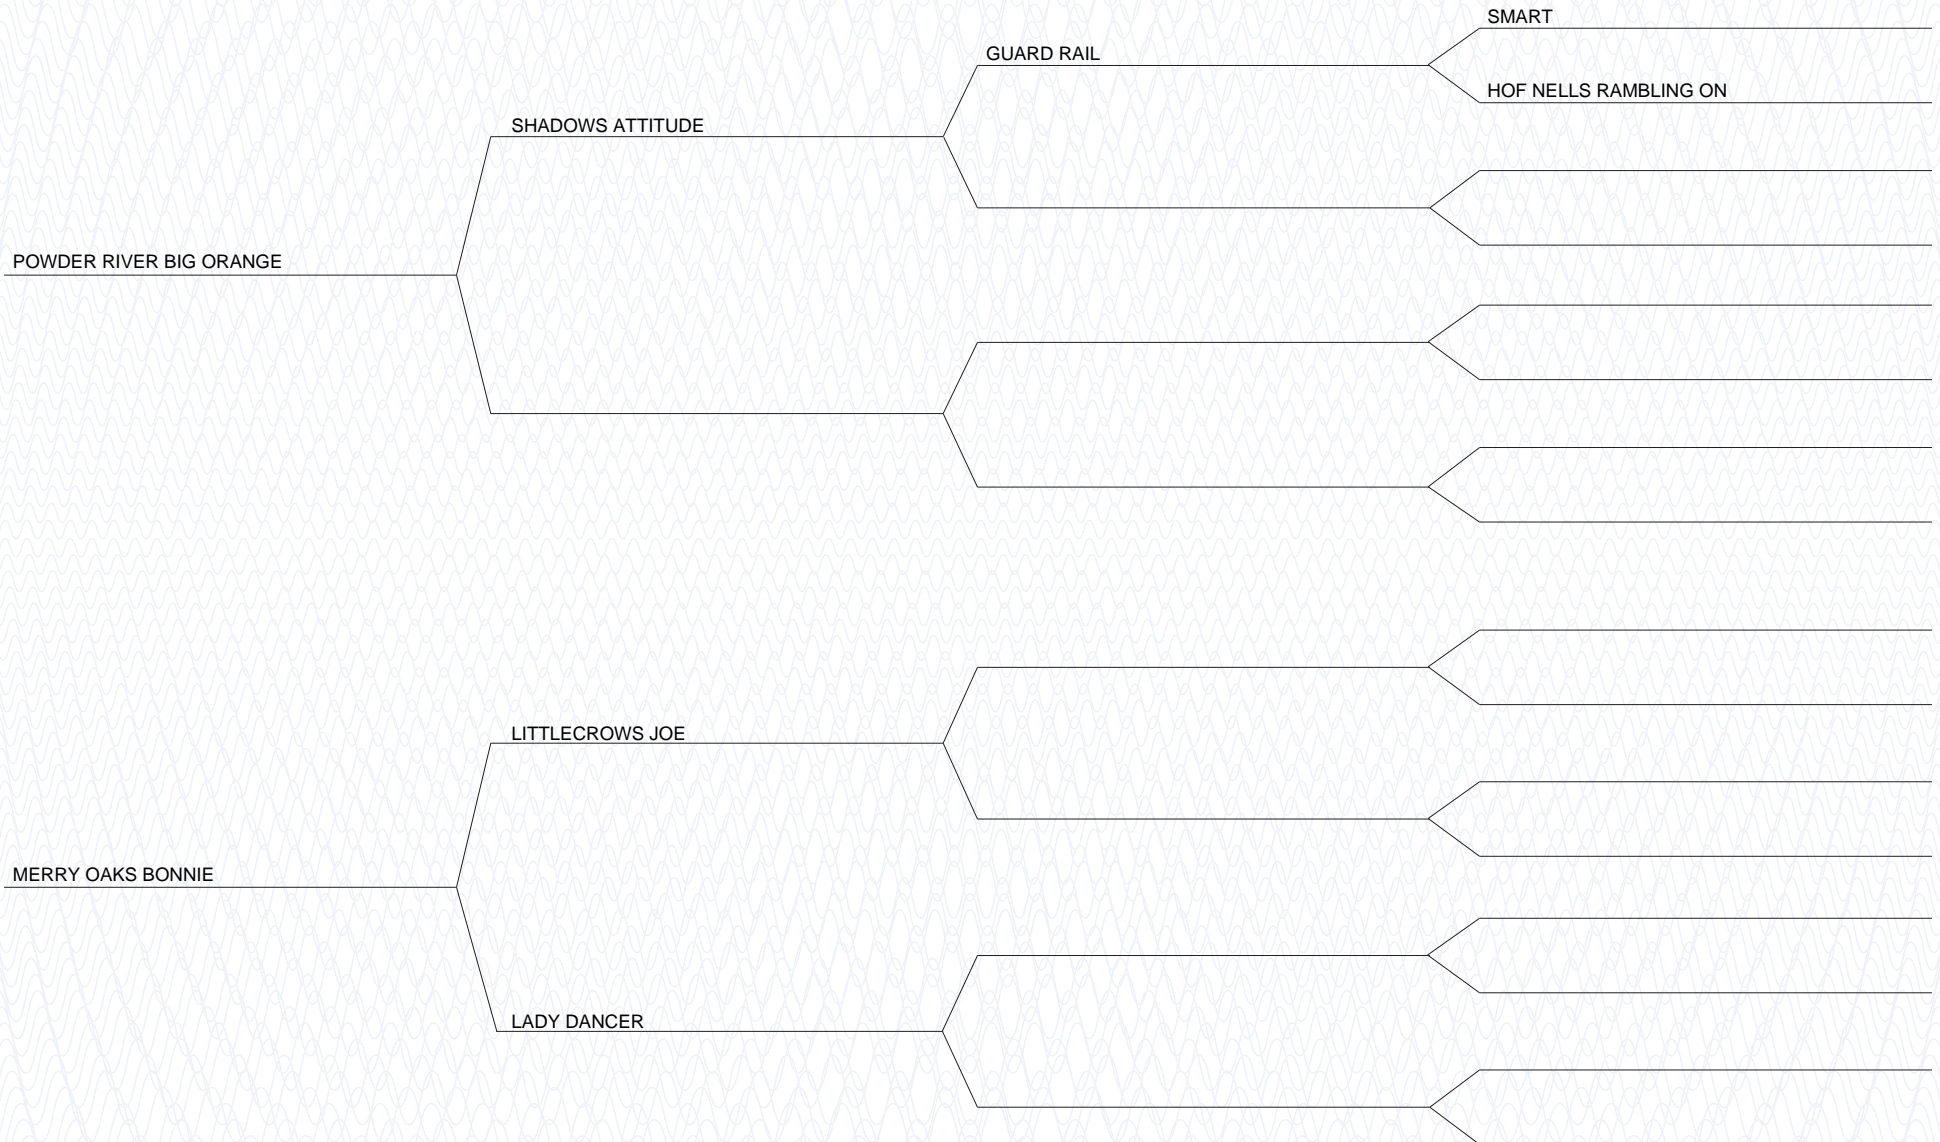 SMART
GUARD RAIL
HOF NELLS RAMBLING ON
SHADOWS ATTITUDE
POWDER RIVER BIG ORANGE
LITTLECROWS JOE
MERRY OAKS BONNIE
LADY DANCER